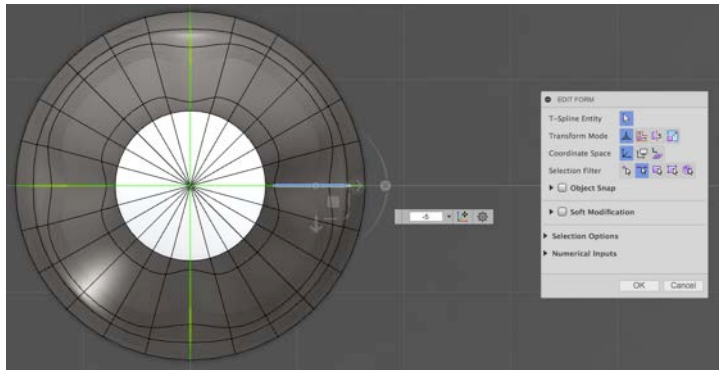 EDIT FORM
T-Spline Entity
Transform Mode
Coordinate Space
Selection Filter
Object Snap
Soft Modification
Selection Options
Numerical Inputs
-5
OK Cancel